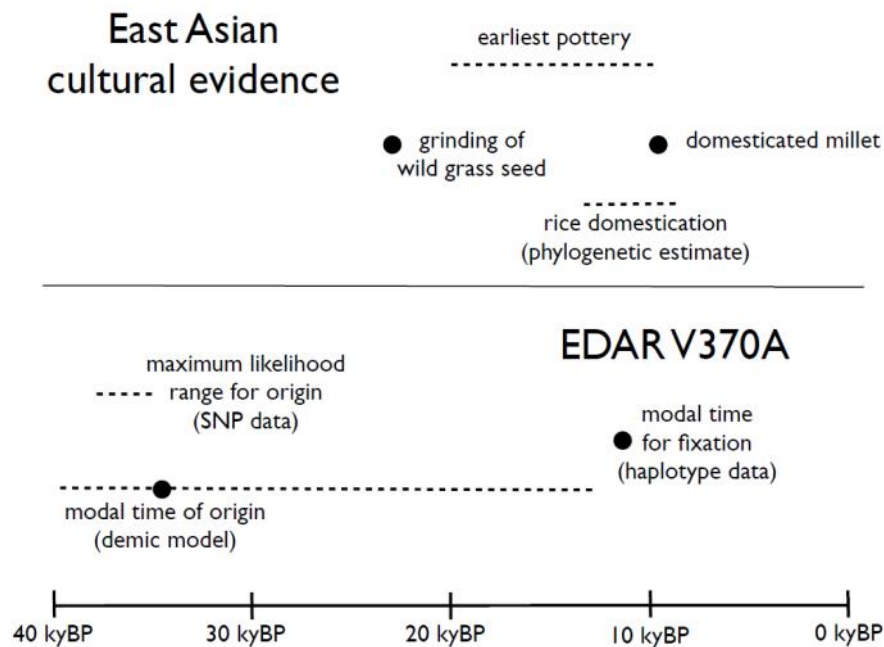 East Asian
cultural evidence
earliest pottery
grinding of
wild grass seed
domesticated millet
rice domestication
(phylogenetic estimate)
EDAR V370A
maximum likelihood
range for origin
(SNP data)
modal time
for fixation
(haplotype data)
modal time of origin
(demic model)
40 kyBP
30 kyBP
20 kyBP
10 kyBP
0 kyBP